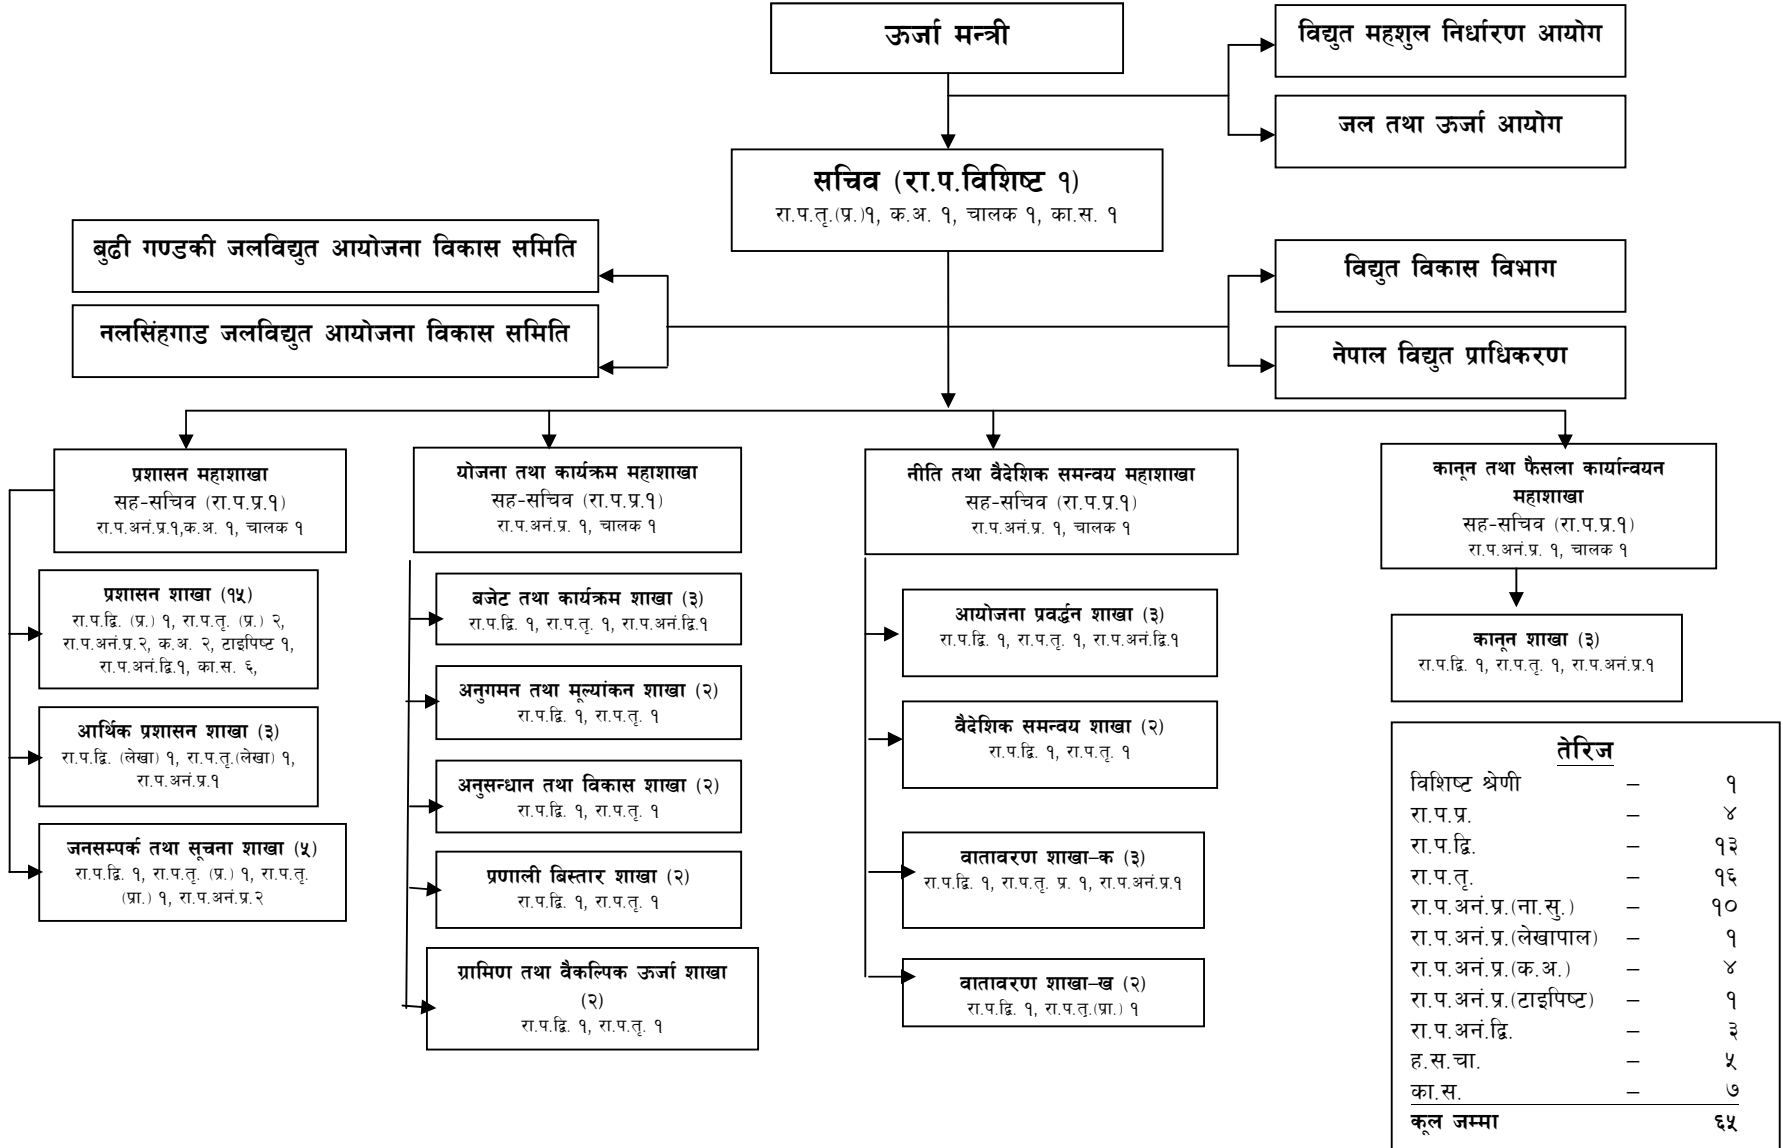 ऊर्जा मन्त्री
विद्युत महशुल निर्धारण आयोग
जल तथा ऊर्जा आयोग
सचिव (रा.प.विशिष्ट १)
रा.प.तृ.(प्र.)१, क.अ. १, चालक १, का.स. १
बुढी गण्डकी जलविद्युत आयोजना विकास समिति
नलसिंहगाड जलविद्युत आयोजना विकास समिति
विद्युत विकास विभाग
नेपाल विद्युत प्राधिकरण
प्रशासन महाशाखा
सह-सचिव (रा.प.प्र.१)
रा.प.अनं.प्र.१,क.अ. १, चालक १
प्रशासन शाखा (१५)
रा.प.द्वि. (प्र.) १, रा.प.तृ. (प्र.) २,
रा.प.अनं.प्र.२, क.अ. २, टाइपिष्ट १,
रा.प.अनं.द्वि.१, का.स. ६,
आर्थिक प्रशासन शाखा (३)
रा.प.द्वि. (लेखा) १, रा.प.तृ.(लेखा) १,
रा.प.अनं.प्र.१
जनसम्पर्क तथा सूचना शाखा (५)
रा.प.द्वि. १, रा.प.तृ. (प्र.) १, रा.प.तृ.
(प्रा.) १, रा.प.अनं.प्र.२
योजना तथा कार्यक्रम महाशाखा
सह-सचिव (रा.प.प्र.१)
रा.प.अनं.प्र. १, चालक १
बजेट तथा कार्यक्रम शाखा (३)
रा.प.द्वि. १, रा.प.तृ. १, रा.प.अनं.द्वि.१
अनुगमन तथा मूल्यांकन शाखा (२)
रा.प.द्वि. १, रा.प.तृ. १
अनुसन्धान तथा विकास शाखा (२)
रा.प.द्वि. १, रा.प.तृ. १
प्रणाली बिस्तार शाखा (२)
रा.प.द्वि. १, रा.प.तृ. १
ग्रामिण तथा वैकल्पिक ऊर्जा शाखा
(२)
रा.प.द्वि. १, रा.प.तृ. १
नीति तथा वैदेशिक समन्वय महाशाखा
सह-सचिव (रा.प.प्र.१)
रा.प.अनं.प्र. १, चालक १
आयोजना प्रवर्द्धन शाखा (३)
रा.प.द्वि. १, रा.प.तृ. १, रा.प.अनं.द्वि.१
वैदेशिक समन्वय शाखा (२)
रा.प.द्वि. १, रा.प.तृ. १
वातावरण शाखा-क (३)
रा.प.द्वि. १, रा.प.तृ. प्र. १, रा.प.अनं.प्र.१
वातावरण शाखा-ख (२)
रा.प.द्वि. १, रा.प.तृ.(प्रा.) १
कानून तथा फैसला कार्यान्वयन
महाशाखा
सह-सचिव (रा.प.प्र.१)
रा.प.अनं.प्र. १, चालक १
कानून शाखा (३)
रा.प.द्वि. १, रा.प.तृ. १, रा.प.अनं.प्र.१
तेरिज
विशिष्ट श्रेणी – १
रा.प.प्र. – ४
रा.प.द्वि. – १३
रा.प.तृ. – १६
रा.प.अनं.प्र.(ना.सु.) – १०
रा.प.अनं.प्र.(लेखापाल) – १
रा.प.अनं.प्र.(क.अ.) – ४
रा.प.अनं.प्र.(टाइपिष्ट) – १
रा.प.अनं.द्वि. – ३
ह.स.चा. – ५
का.स. – ७
कूल जम्मा ६५